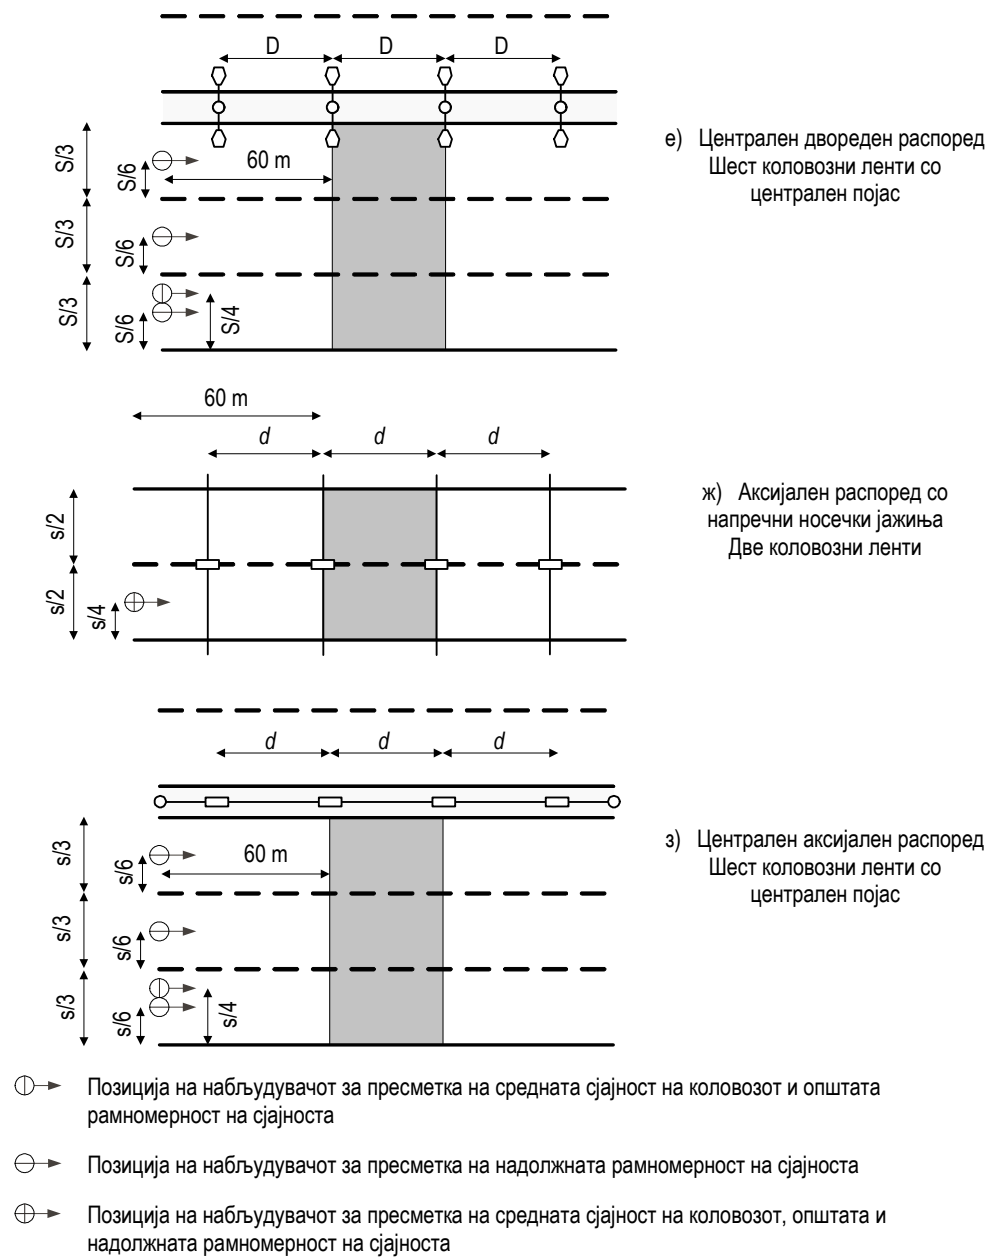 D D D
60 m
S/3
S/6
S/3
S/6
S/3
S/6
S/4
е) Централен двореден распоред
Шест коловозни ленти со
централен појас
60 m
d d d
s/2
s/2
s/4
ж) Аксијален распоред со
напречни носечки јажиња
Две коловозни ленти
d d d
60 m
s/3
s/6
s/3
s/6
s/3
s/6
s/4
з) Централен аксијален распоред
Шест коловозни ленти со
централен појас
Позиција на набљудувачот за пресметка на средната сјајност на коловозот и општата
рамномерност на сјајноста
Позиција на набљудувачот за пресметка на надолжната рамномерност на сјајноста
Позиција на набљудувачот за пресметка на средната сјајност на коловозот, општата и
надолжната рамномерност на сјајноста